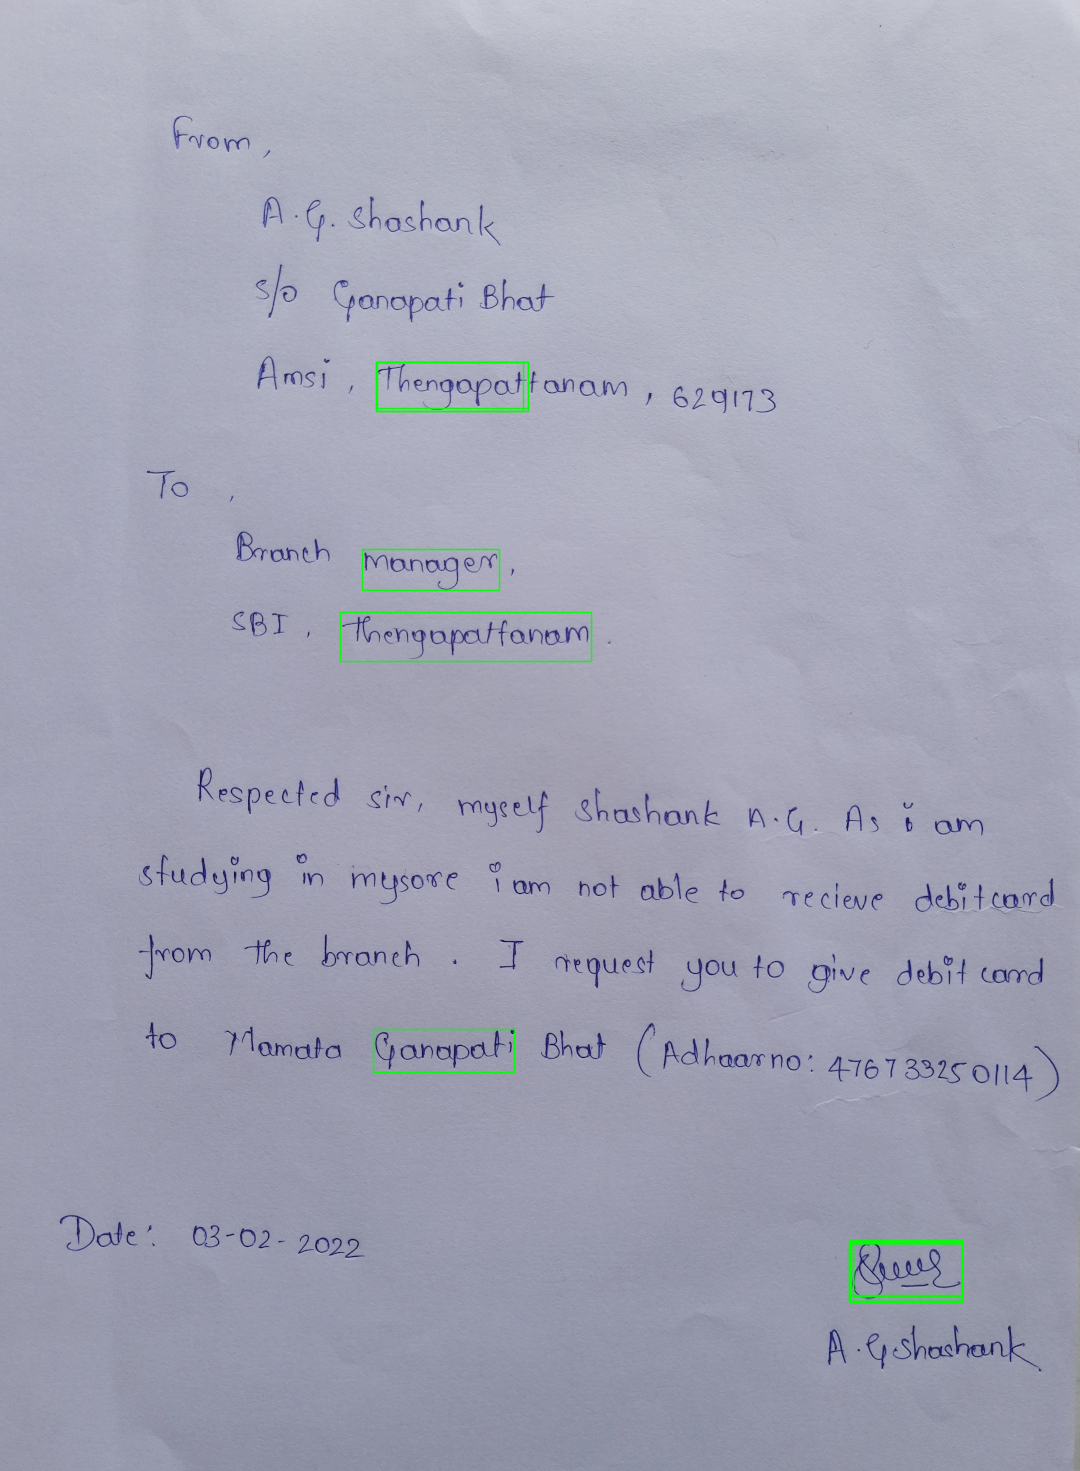 From,
A.G. Shashank
S/o Ganapati Bhat
Amsi, Thengapattanam, 629173
To,
Branch manager,
SBI, Thengapattanam.
Respected sir, myself Shashank A.G. As i am
studying in mysore i am not able to recieve debitcard
from the branch. I request you to give debit card
to Mamata Ganapati Bhat (Adhaarno: 476733250114)
Date: 03-02-2022
A.G Shashank